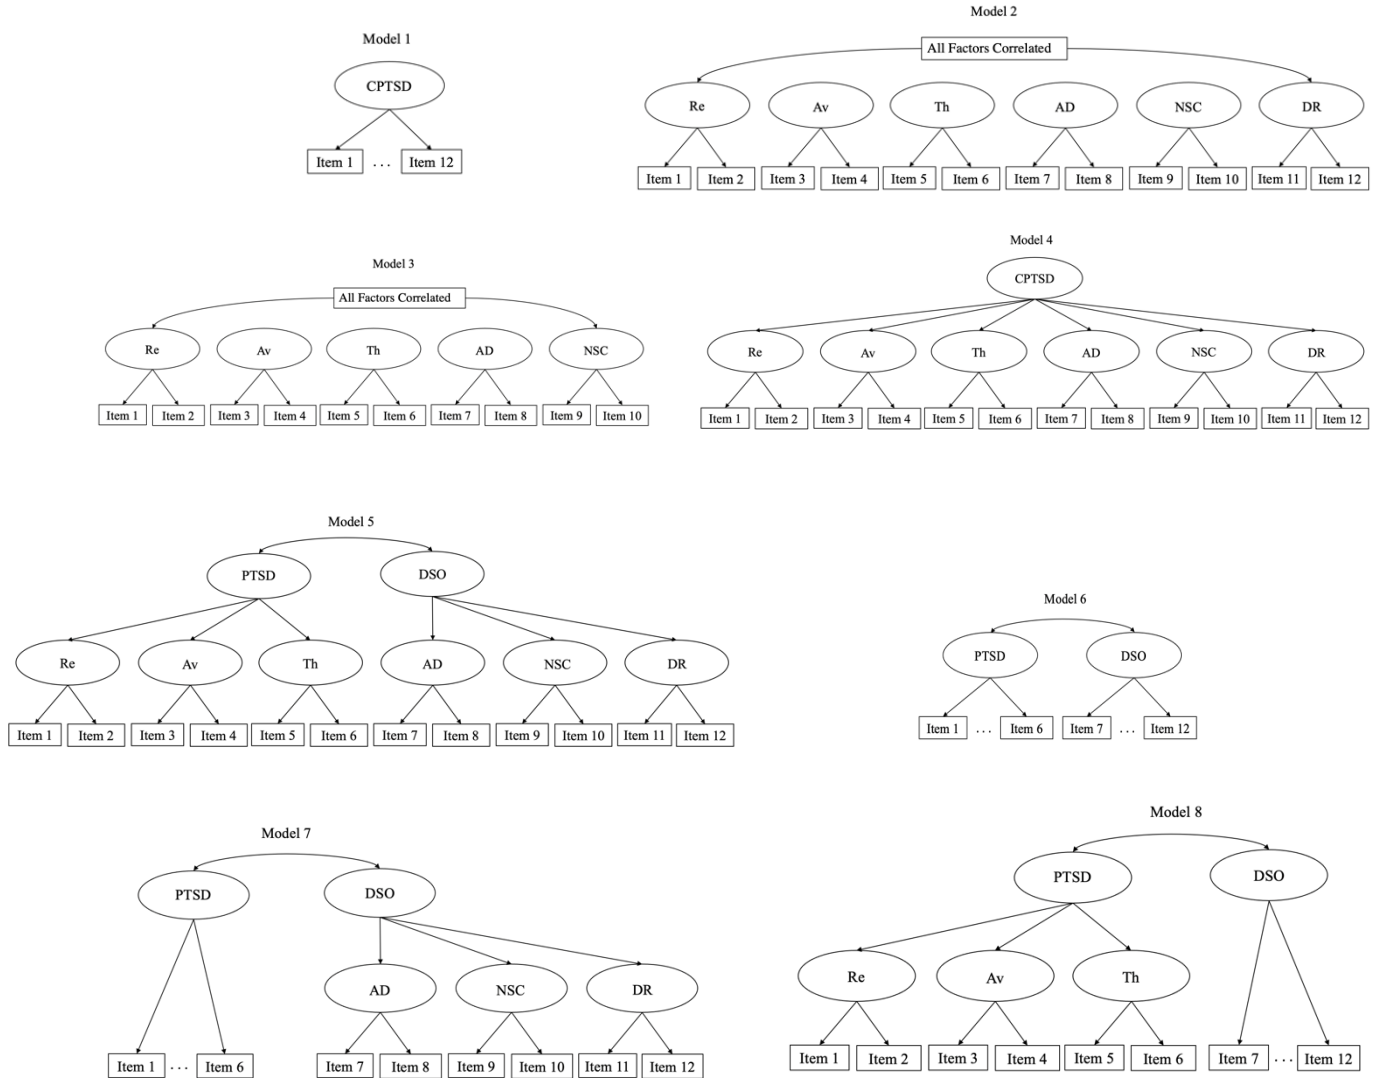 Model 1
CPTSD
Item 1 ... Item 12
Model 2
All Factors Correlated
Re Av Th AD NSC DR
Item 1 Item 2 Item 3 Item 4 Item 5 Item 6 Item 7 Item 8 Item 9 Item 10 Item 11 Item 12
Model 3
All Factors Correlated
Re Av Th AD NSC
Item 1 Item 2 Item 3 Item 4 Item 5 Item 6 Item 7 Item 8 Item 9 Item 10
Model 4
CPTSD
Re Av Th AD NSC DR
Item 1 Item 2 Item 3 Item 4 Item 5 Item 6 Item 7 Item 8 Item 9 Item 10 Item 11 Item 12
Model 5
PTSD DSO
Re Av Th AD NSC DR
Item 1 Item 2 Item 3 Item 4 Item 5 Item 6 Item 7 Item 8 Item 9 Item 10 Item 11 Item 12
Model 6
PTSD DSO
Item 1 ... Item 6 Item 7 ... Item 12
Model 7
PTSD DSO
AD NSC DR
Item 1 ... Item 6 Item 7 Item 8 Item 9 Item 10 Item 11 Item 12
Model 8
PTSD DSO
Re Av Th
Item 1 Item 2 Item 3 Item 4 Item 5 Item 6 Item 7 ... Item 12